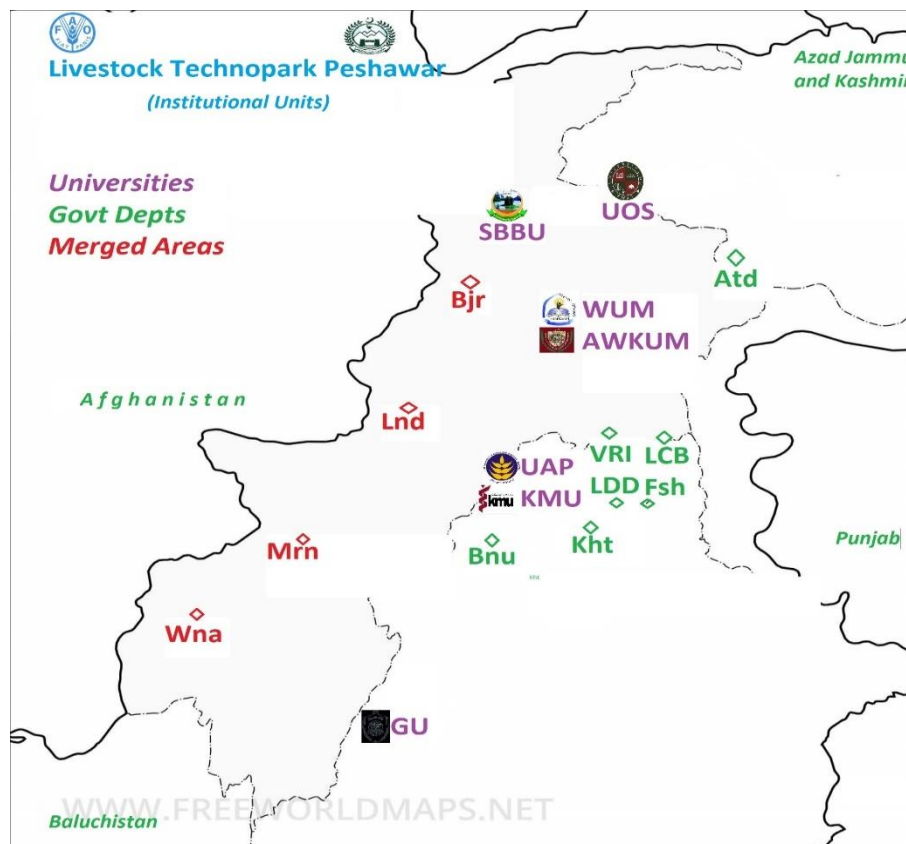 F A O
FIAT PANIS
Livestock Technopark Peshawar
(Institutional Units)
Azad Jammu
and Kashmir
Universities
Govt Depts
Merged Areas
SBBU
UOS
Atd
Bjr
WUM
AWKUM
Afghanistan
Lnd
VRI LCB
UAP
LDD Fsh
kmu KMU
Mrn
Bnu
Kht
Punjab
Wna
GU
WWW.FREEWORLDMAPS.NET
Baluchistan